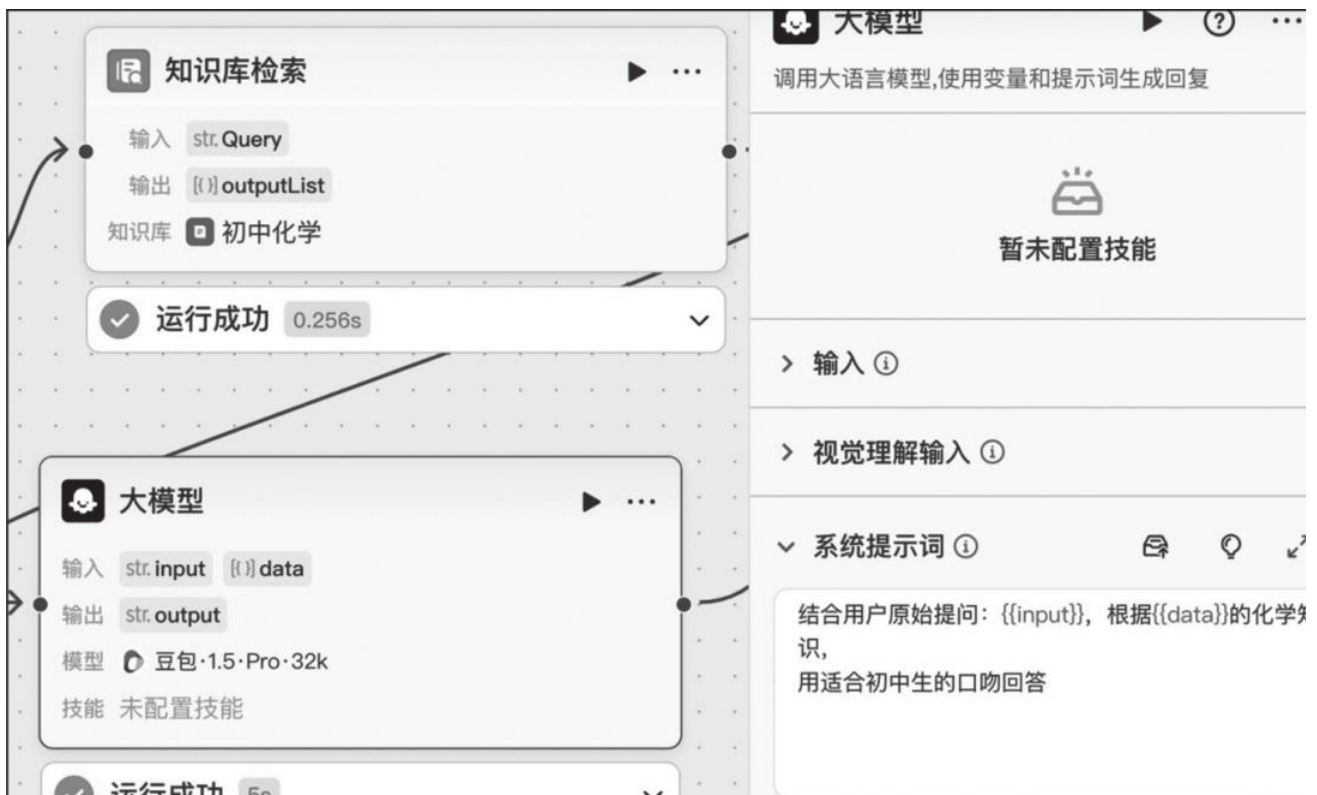 知识库检索
输入 str. Query
输出 [{}] outputList
知识库 初中化学
运行成功 0.256s
大模型
输入 str. input [{}] data
输出 str. output
模型 豆包·1.5·Pro·32k
技能 未配置技能
运行成功 5s
大模型
调用大语言模型,使用变量和提示词生成回复
暂未配置技能
输入
视觉理解输入
系统提示词
结合用户原始提问：{{input}}，根据{{data}}的化学知
识，
用适合初中生的口吻回答